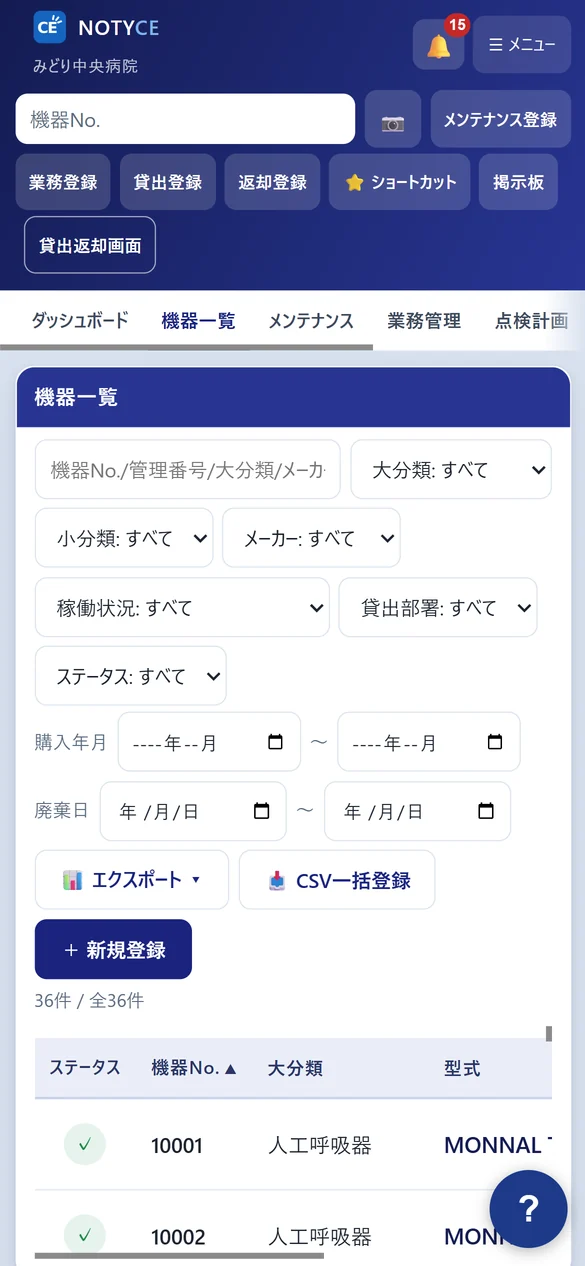 CE NOTYCE
みどり中央病院
15
☰ メニュー
機器No.
メンテナンス登録
業務登録 貸出登録 返却登録 ショートカット 掲示板
貸出返却画面
ダッシュボード 機器一覧 メンテナンス 業務管理 点検計画
機器一覧
機器No./管理番号/大分類/メーカ
大分類: すべて
小分類: すべて メーカー: すべて
稼働状況: すべて 貸出部署: すべて
ステータス: すべて
購入年月 ----年--月 ～ ----年--月
廃棄日 年 /月/日 ～ 年 /月/日
エクスポート ▼ CSV一括登録
＋ 新規登録
36件 / 全36件
ステータス 機器No.▲ 大分類 型式
✓ 10001 人工呼吸器 MONNAL
?
✓ 10002 人工呼吸器